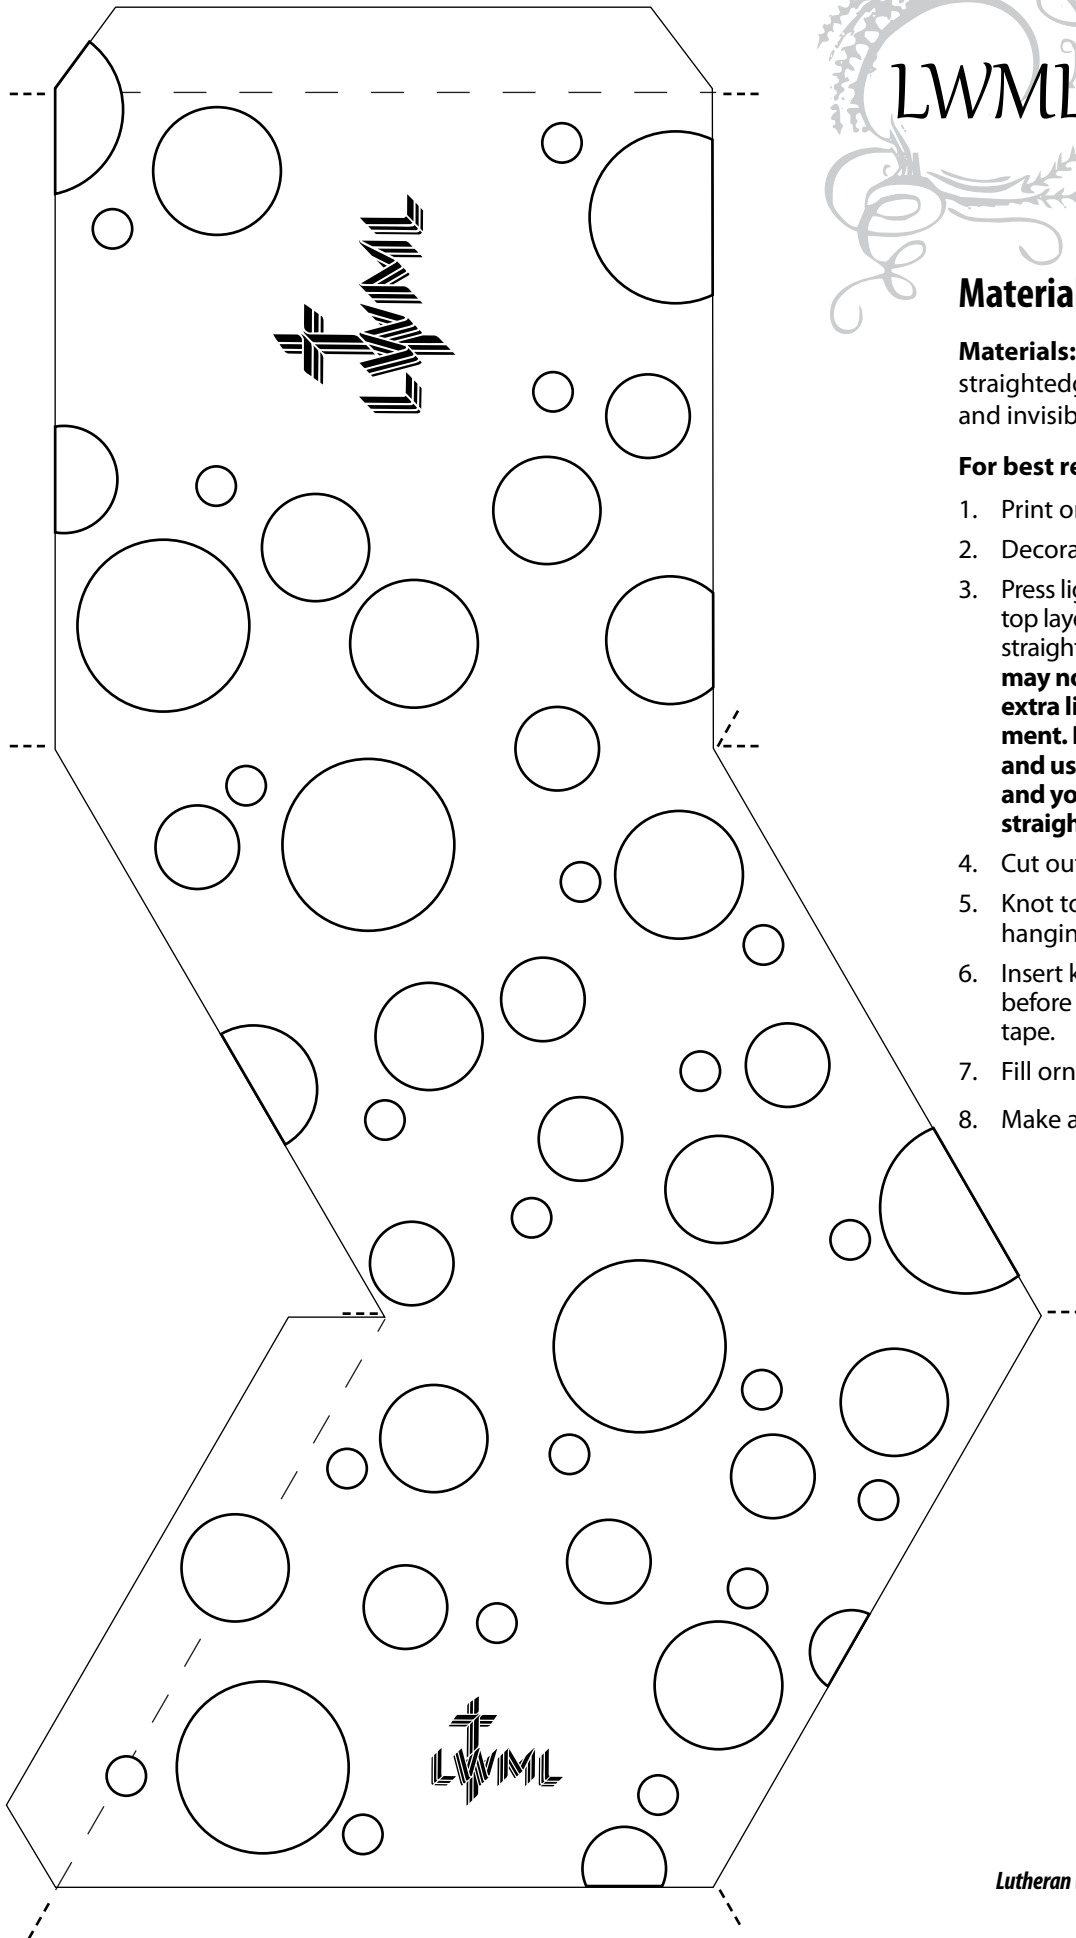 LWML
LWML
Materia
Materials:
straightedg
and invisib
For best re
1. Print or
2. Decora
3. Press lig
top laye
straight
may no
extra li
ment. 
and us
and yo
straigh
4. Cut out
5. Knot to
hangin
6. Insert k
before
tape.
7. Fill orn
8. Make a
LWML
Lutheran